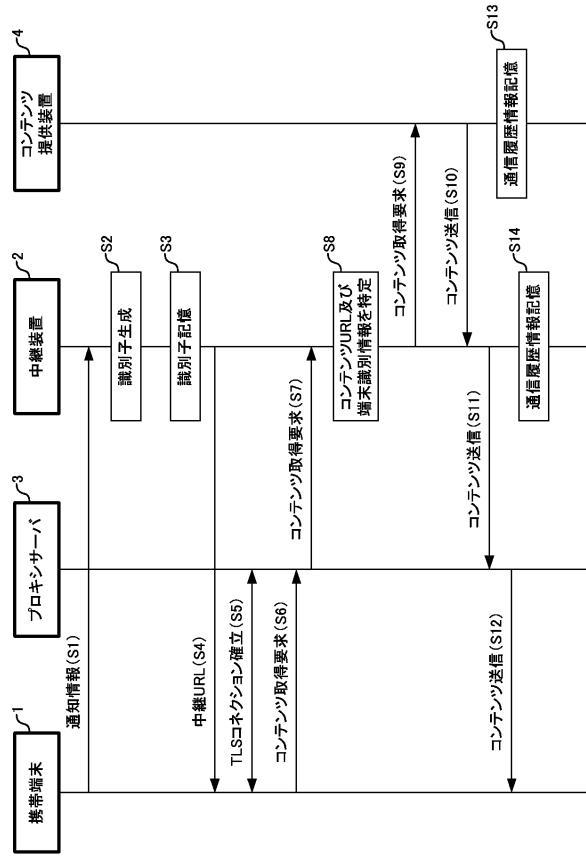 携帯端末
1
プロキシサーバ
3
中継装置
2
コンテンツ
提供装置
4
通知情報(S1)
識別子生成
S2
識別子記憶
S3
中継URL(S4)
TLSコネクション確立(S5)
コンテンツ取得要求(S6)
コンテンツ取得要求(S7)
コンテンツURL及び
端末識別情報を特定
S8
コンテンツ取得要求(S9)
コンテンツ送信(S10)
コンテンツ送信(S11)
コンテンツ送信(S12)
通信履歴情報記憶
S13
通信履歴情報記憶
S14